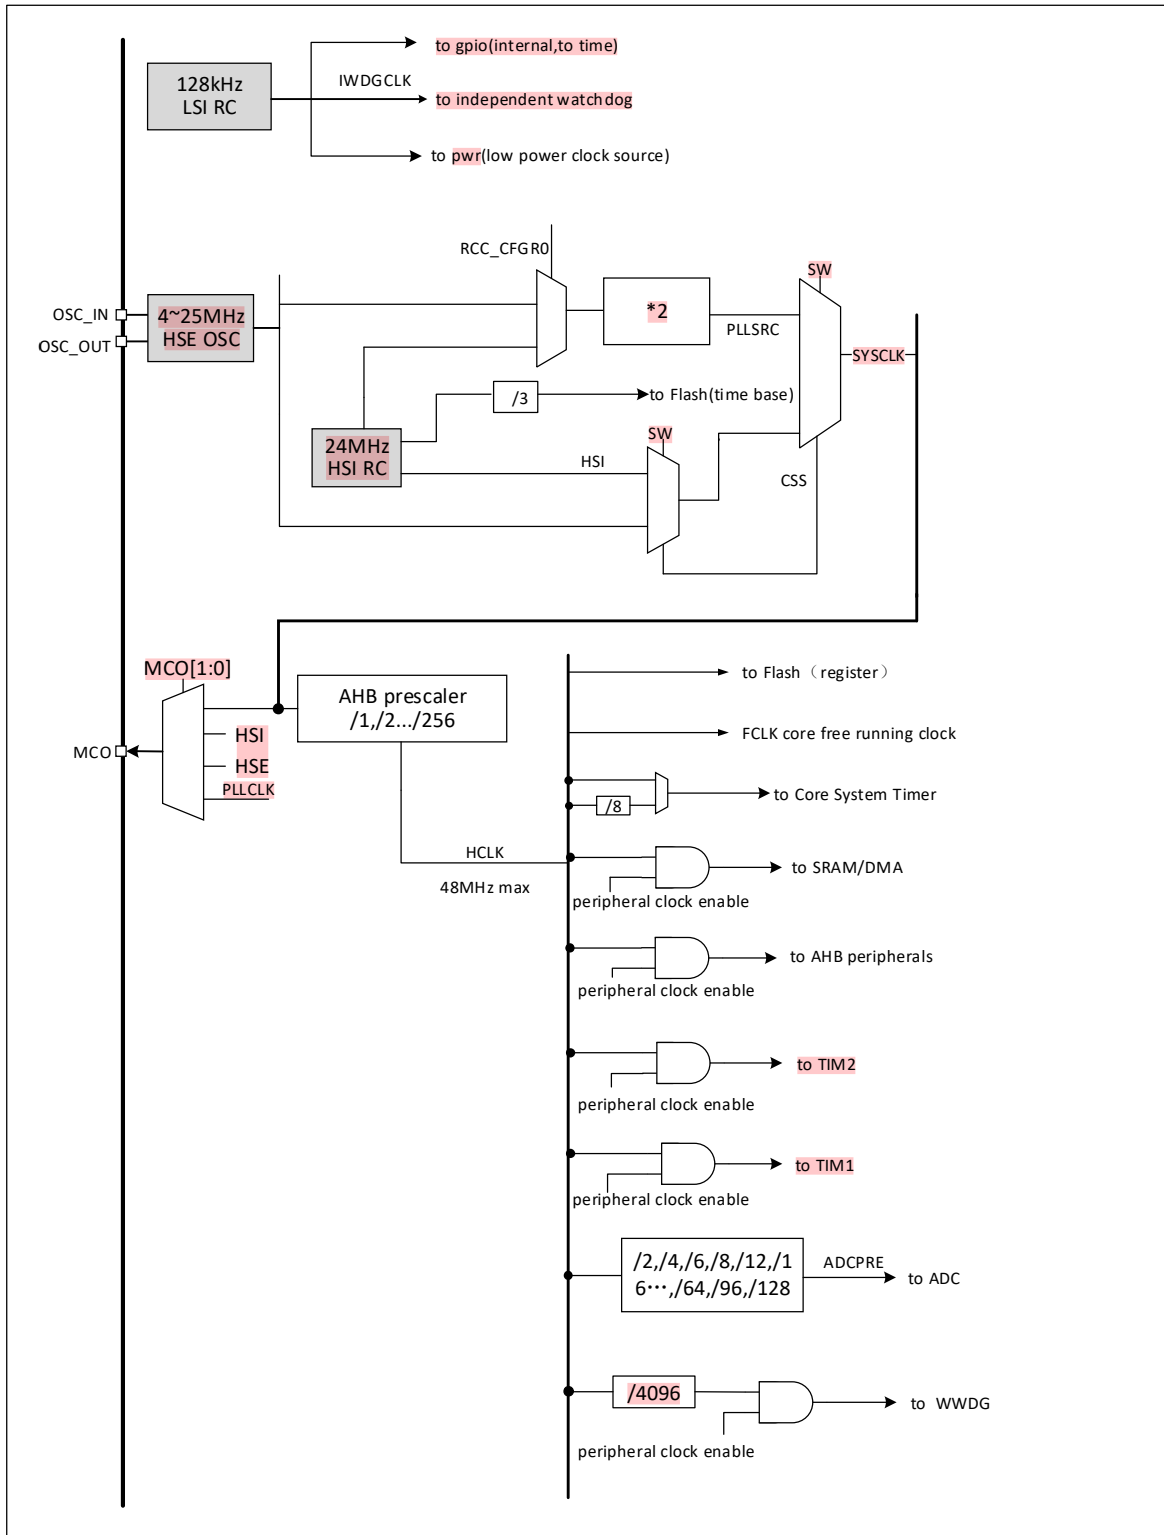 to gpio(internal,to time)
128kHz
LSI RC
IWDGCLK
to independent watchdog
to pwr(low power clock source)
RCC_CFGR0
SW
OSC_IN
OSC_OUT
4~25MHz
HSE OSC
*2
PLLSRC
SYSCLK
/3
to Flash(time base)
24MHz
HSI RC
SW
HSI
CSS
MCO[1:0]
AHB prescaler
/1,/2.../256
to Flash（register）
HSI
FCLK core free running clock
MCO
HSE
PLLCLK
/8
to Core System Timer
HCLK
48MHz max
to SRAM/DMA
peripheral clock enable
to AHB peripherals
peripheral clock enable
to TIM2
peripheral clock enable
to TIM1
peripheral clock enable
/2,/4,/6,/8,/12,/1
6···,/64,/96,/128
ADCPRE
to ADC
/4096
to WWDG
peripheral clock enable